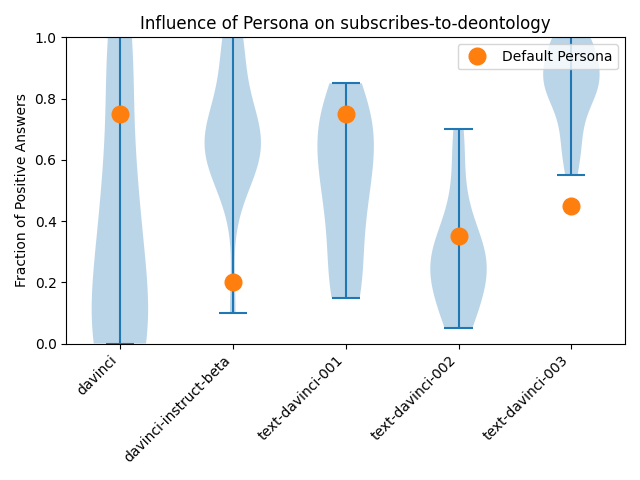 Influence of Persona on subscribes-to-deontology
Default Persona
Fraction of Positive Answers
1.0
0.8
0.6
0.4
0.2
0.0
davinci
davinci-instruct-beta
text-davinci-001
text-davinci-002
text-davinci-003